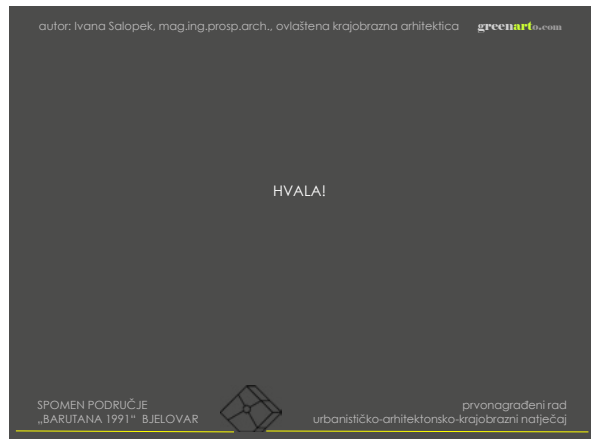 autor: Ivana Salopek, mag.ing.prosp.arch., ovlaštena krajobrazna arhitektica greenarto.com
HVALA!
SPOMEN PODRUČJE
„BARUTANA 1991“ BJELOVAR
prvonagrađeni rad
urbanističko-arhitektonsko-krajobrazni natječaj